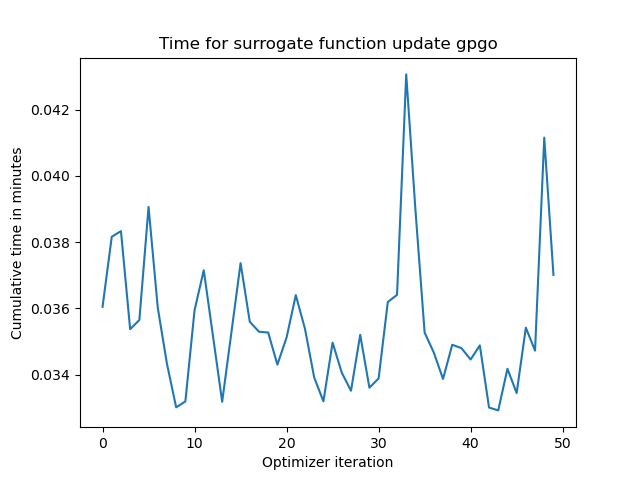 Time for surrogate function update gpgo
Cumulative time in minutes
0.042
0.040
0.038
0.036
0.034
0 10 20 30 40 50
Optimizer iteration